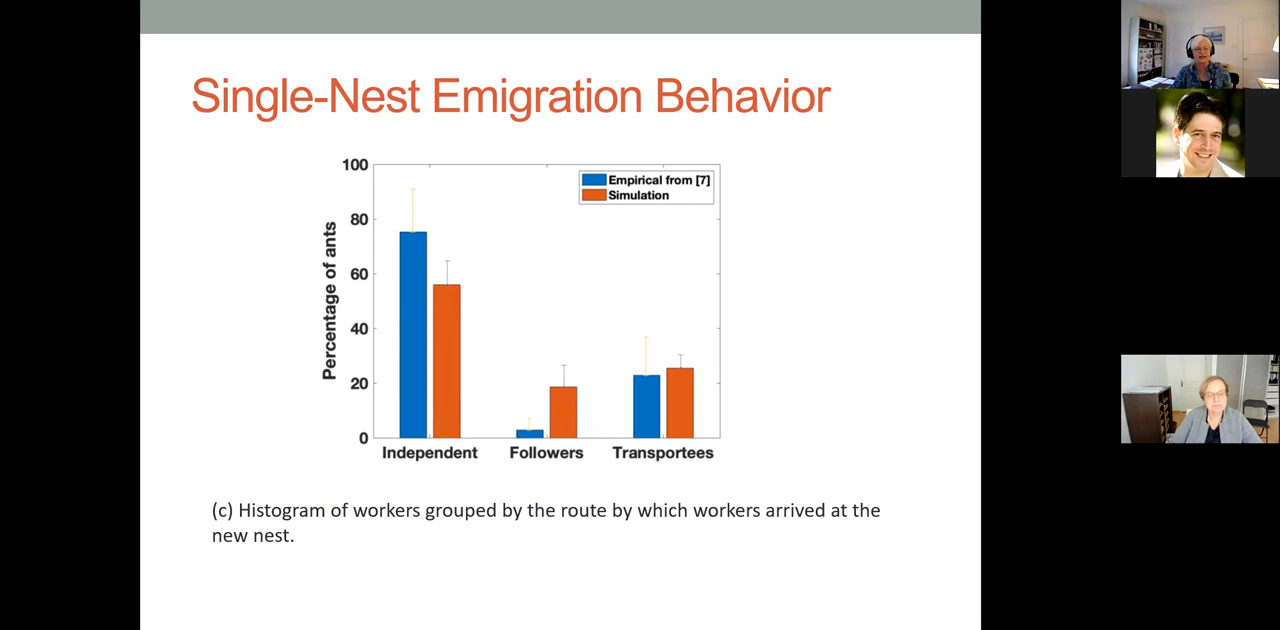 Single-Nest Emigration Behavior
100
80
60
40
20
0
Percentage of ants
Empirical from [7]
Simulation
Independent
Followers
Transportees
(c) Histogram of workers grouped by the route by which workers arrived at the
new nest.